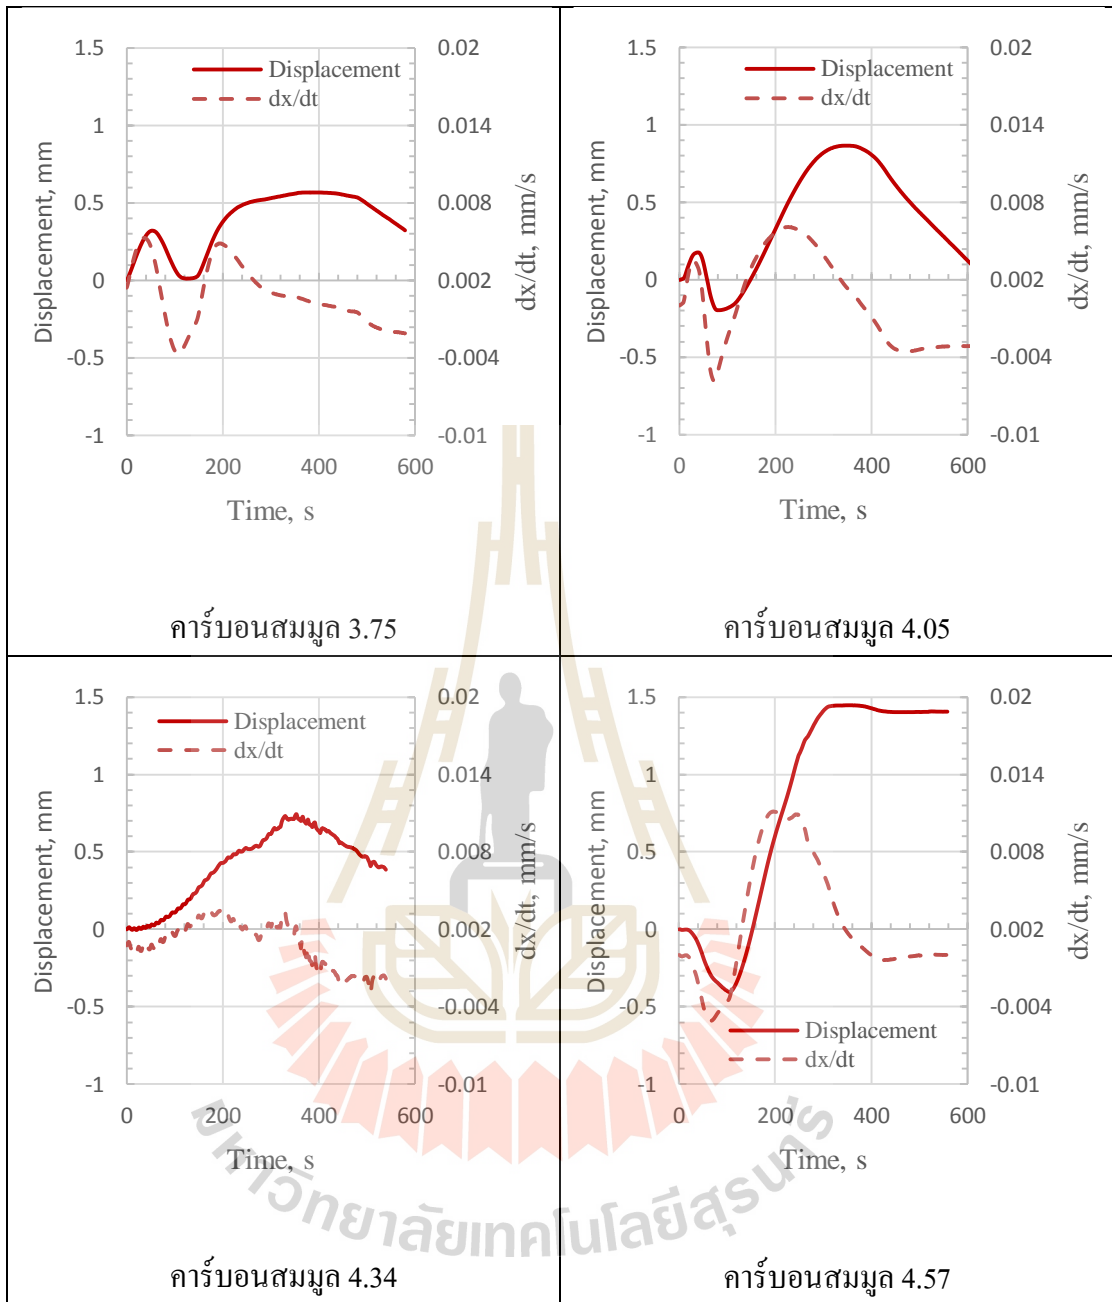 1.5
1
0.5
0
-0.5
-1
Displacement, mm
0.02
0.014
0.008
0.002
-0.004
-0.01
dx/dt, mm/s
Displacement
dx/dt
0 200 400 600
Time, s
คาร์บอนสมมูล 3.75
1.5
1
0.5
0
-0.5
-1
Displacement, mm
0.02
0.014
0.008
0.002
-0.004
-0.01
dx/dt, mm/s
Displacement
dx/dt
0 200 400 600
Time, s
คาร์บอนสมมูล 4.05
1.5
1
0.5
0
-0.5
-1
Displacement, mm
0.02
0.014
0.008
0.002
-0.004
-0.01
dx/dt, mm/s
Displacement
dx/dt
0 200 400 600
Time, s
คาร์บอนสมมูล 4.34
1.5
1
0.5
0
-0.5
-1
Displacement, mm
0.02
0.014
0.008
0.002
-0.004
-0.01
dx/dt, mm/s
Displacement
dx/dt
0 200 400 600
Time, s
คาร์บอนสมมูล 4.57
มหาวิทยาลัยเทคโนโลยีสุรนารี